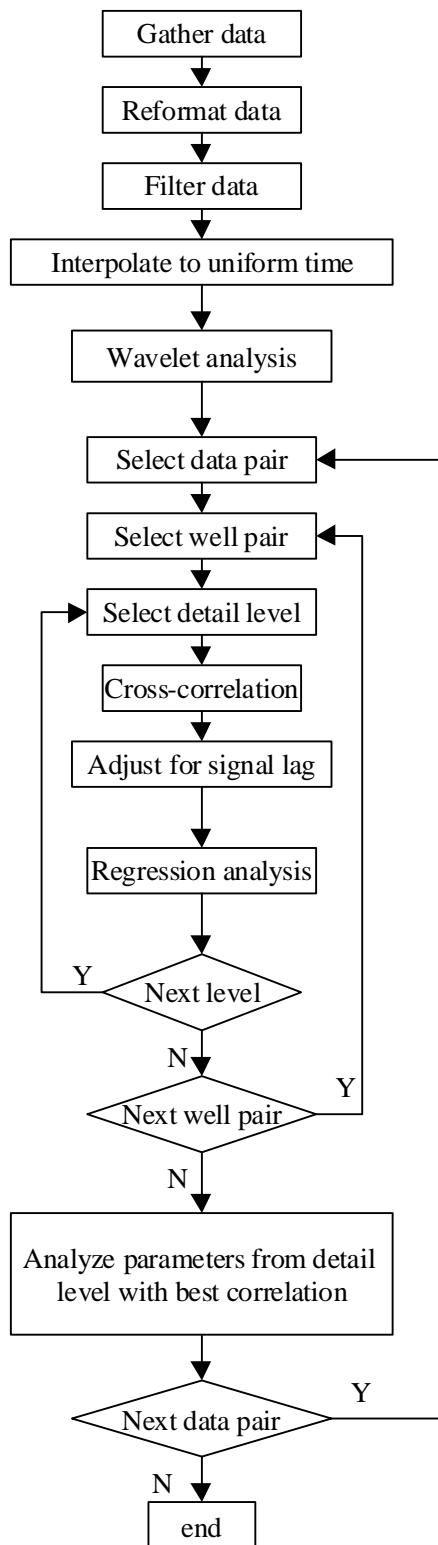 Gather data
Reformat data
Filter data
Interpolate to uniform time
Wavelet analysis
Select data pair
Select well pair
Select detail level
Cross-correlation
Adjust for signal lag
Regression analysis
Y
Next level
N
Y
Next well pair
N
Analyze parameters from detail
level with best correlation
Y
Next data pair
N
end